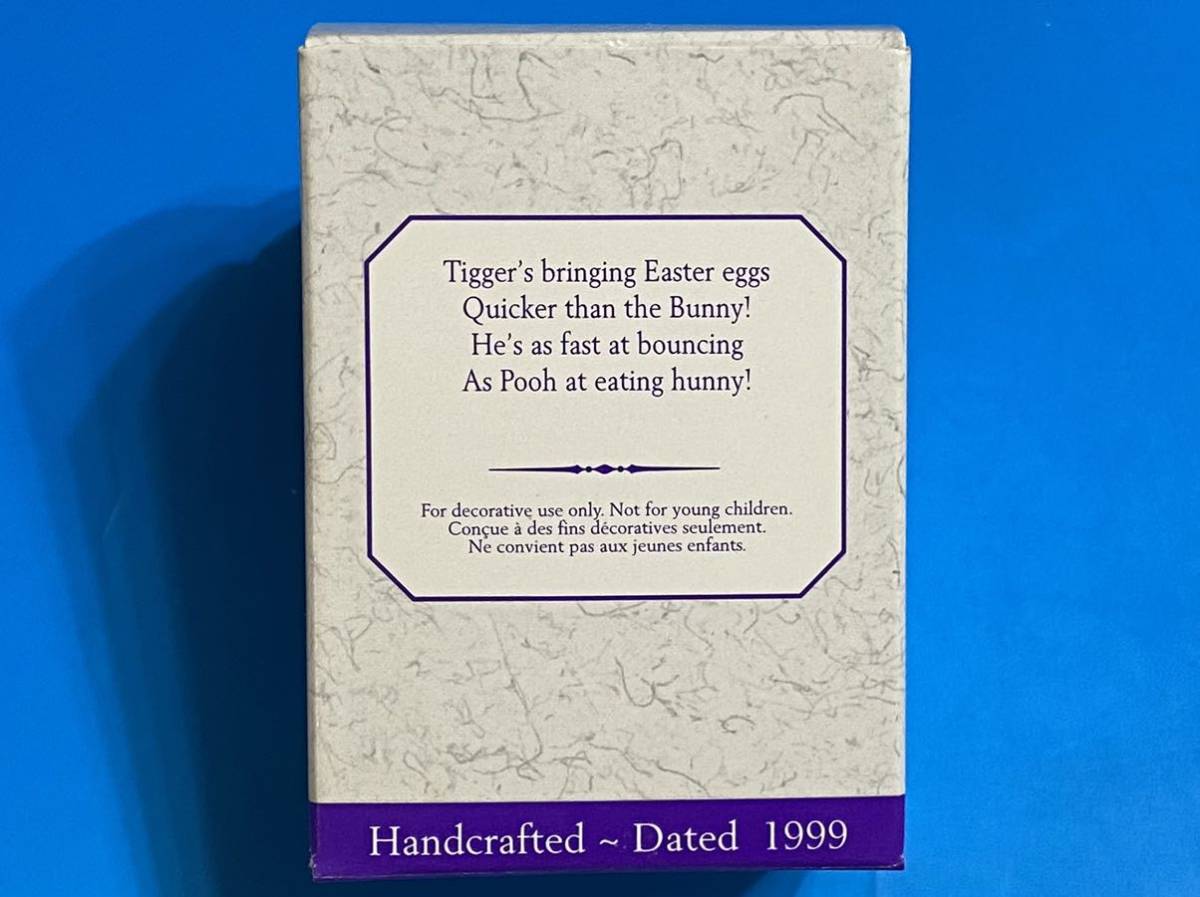 Tigger's bringing Easter eggs
Quicker than the Bunny!
He's as fast at bouncing
As Pooh at eating hunny!
For decorative use only. Not for young children.
Conçue à des fins décoratives seulement.
Ne convient pas aux jeunes enfants.
Handcrafted ~ Dated 1999